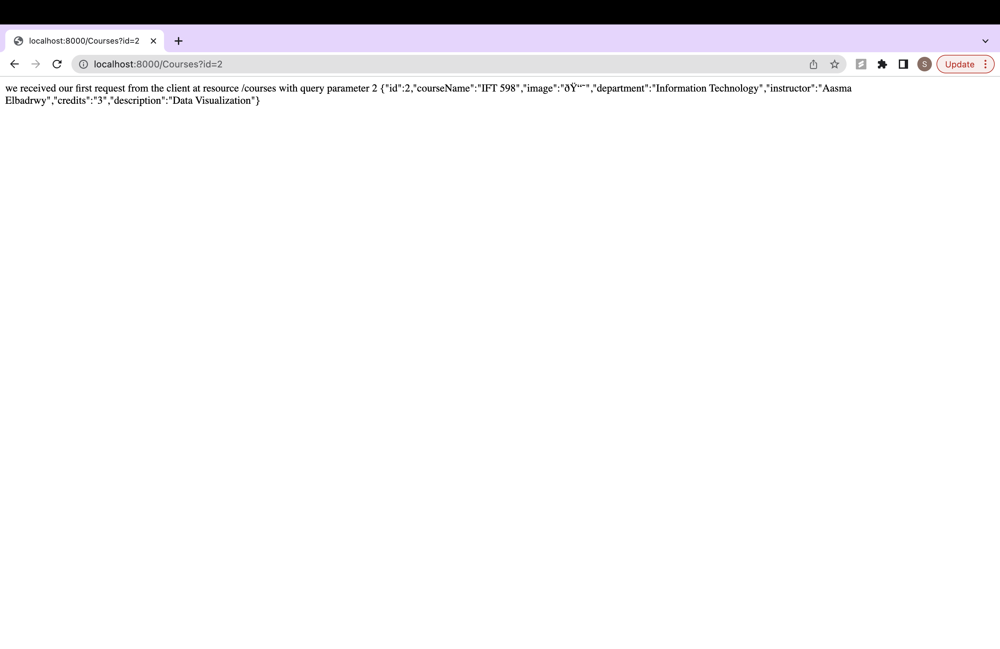 localhost:8000/Courses?id=2
localhost:8000/Courses?id=2
S
Update
we received our first request from the client at resource /courses with query parameter 2 {"id":2,"courseName":"IFT 598","image":"ðŸ“˜","department":"Information Technology","instructor":"Aasma
Elbadrwy","credits":"3","description":"Data Visualization"}